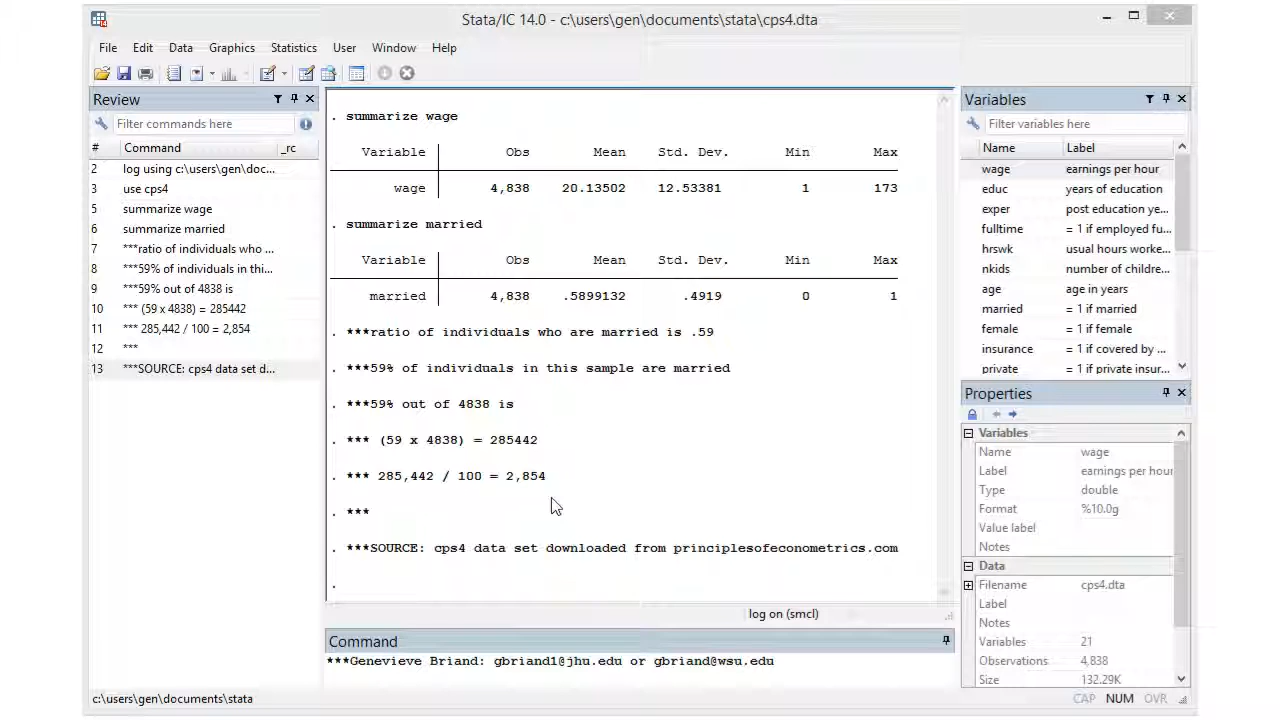 Stata/IC 14.0 - c:\users\gen\documents\stata\cps4.dta
File Edit Data Graphics Statistics User Window Help
Review
Filter commands here
# Command _rc
2 log using c:\users\gen\doc...
3 use cps4
5 summarize wage
6 summarize married
7 ***ratio of individuals who ...
8 ***59% of individuals in thi...
9 ***59% out of 4838 is
10 *** (59 x 4838) = 285442
11 *** 285,442 / 100 = 2,854
12 ***
13 ***SOURCE: cps4 data set d...
. summarize wage
Variable Obs Mean Std. Dev. Min Max
wage 4,838 20.13502 12.53381 1 173
. summarize married
Variable Obs Mean Std. Dev. Min Max
married 4,838 .5899132 .4919 0 1
. ***ratio of individuals who are married is .59
. ***59% of individuals in this sample are married
. ***59% out of 4838 is
. *** (59 x 4838) = 285442
. *** 285,442 / 100 = 2,854
. ***
. ***SOURCE: cps4 data set downloaded from principlesofeconometrics.com
.
log on (smcl)
Command
***Genevieve Briand: gbriand1@jhu.edu or gbriand@wsu.edu
Variables
Filter variables here
Name Label
wage earnings per hour
educ years of education
exper post education ye...
fulltime = 1 if employed fu...
hrswk usual hours worke...
nkids number of childre...
age age in years
married = 1 if married
female = 1 if female
insurance = 1 if covered by ...
private = 1 if private insur...
Properties
Variables
Name wage
Label earnings per hour
Type double
Format %10.0g
Value label
Notes
Data
Filename cps4.dta
Label
Notes
Variables 21
Observations 4,838
Size 132.29K
c:\users\gen\documents\stata
CAP NUM OVR